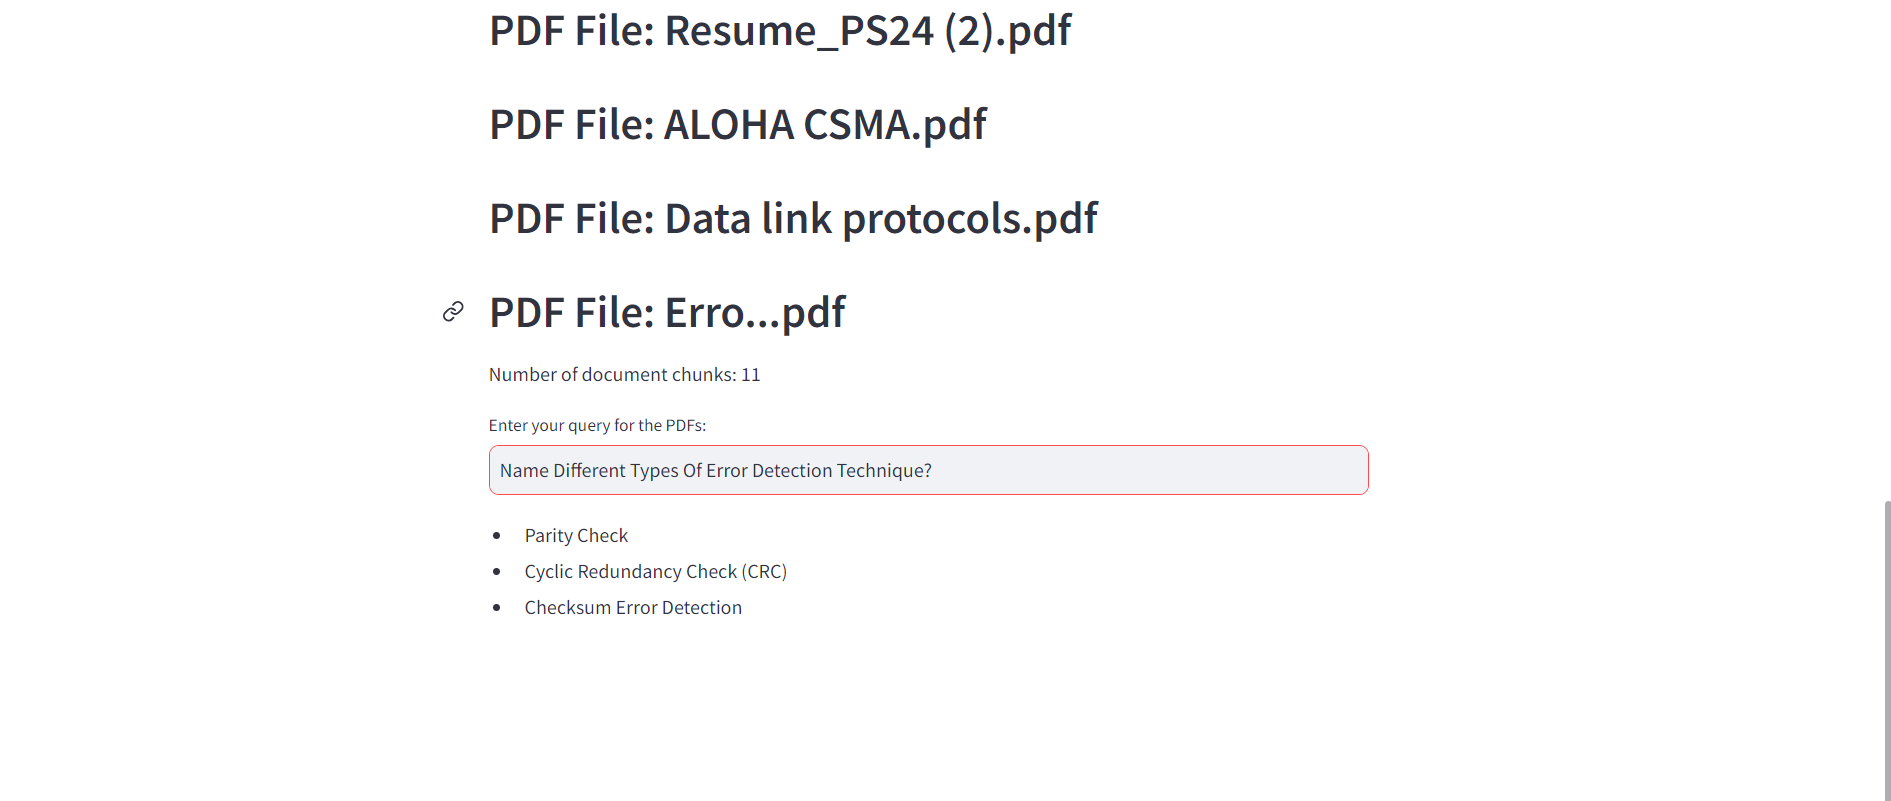 PDF File: Resume_PS24 (2).pdf
PDF File: ALOHA CSMA.pdf
PDF File: Data link protocols.pdf
PDF File: Erro...pdf
Number of document chunks: 11
Enter your query for the PDFs:
Name Different Types Of Error Detection Technique?
• Parity Check
• Cyclic Redundancy Check (CRC)
• Checksum Error Detection